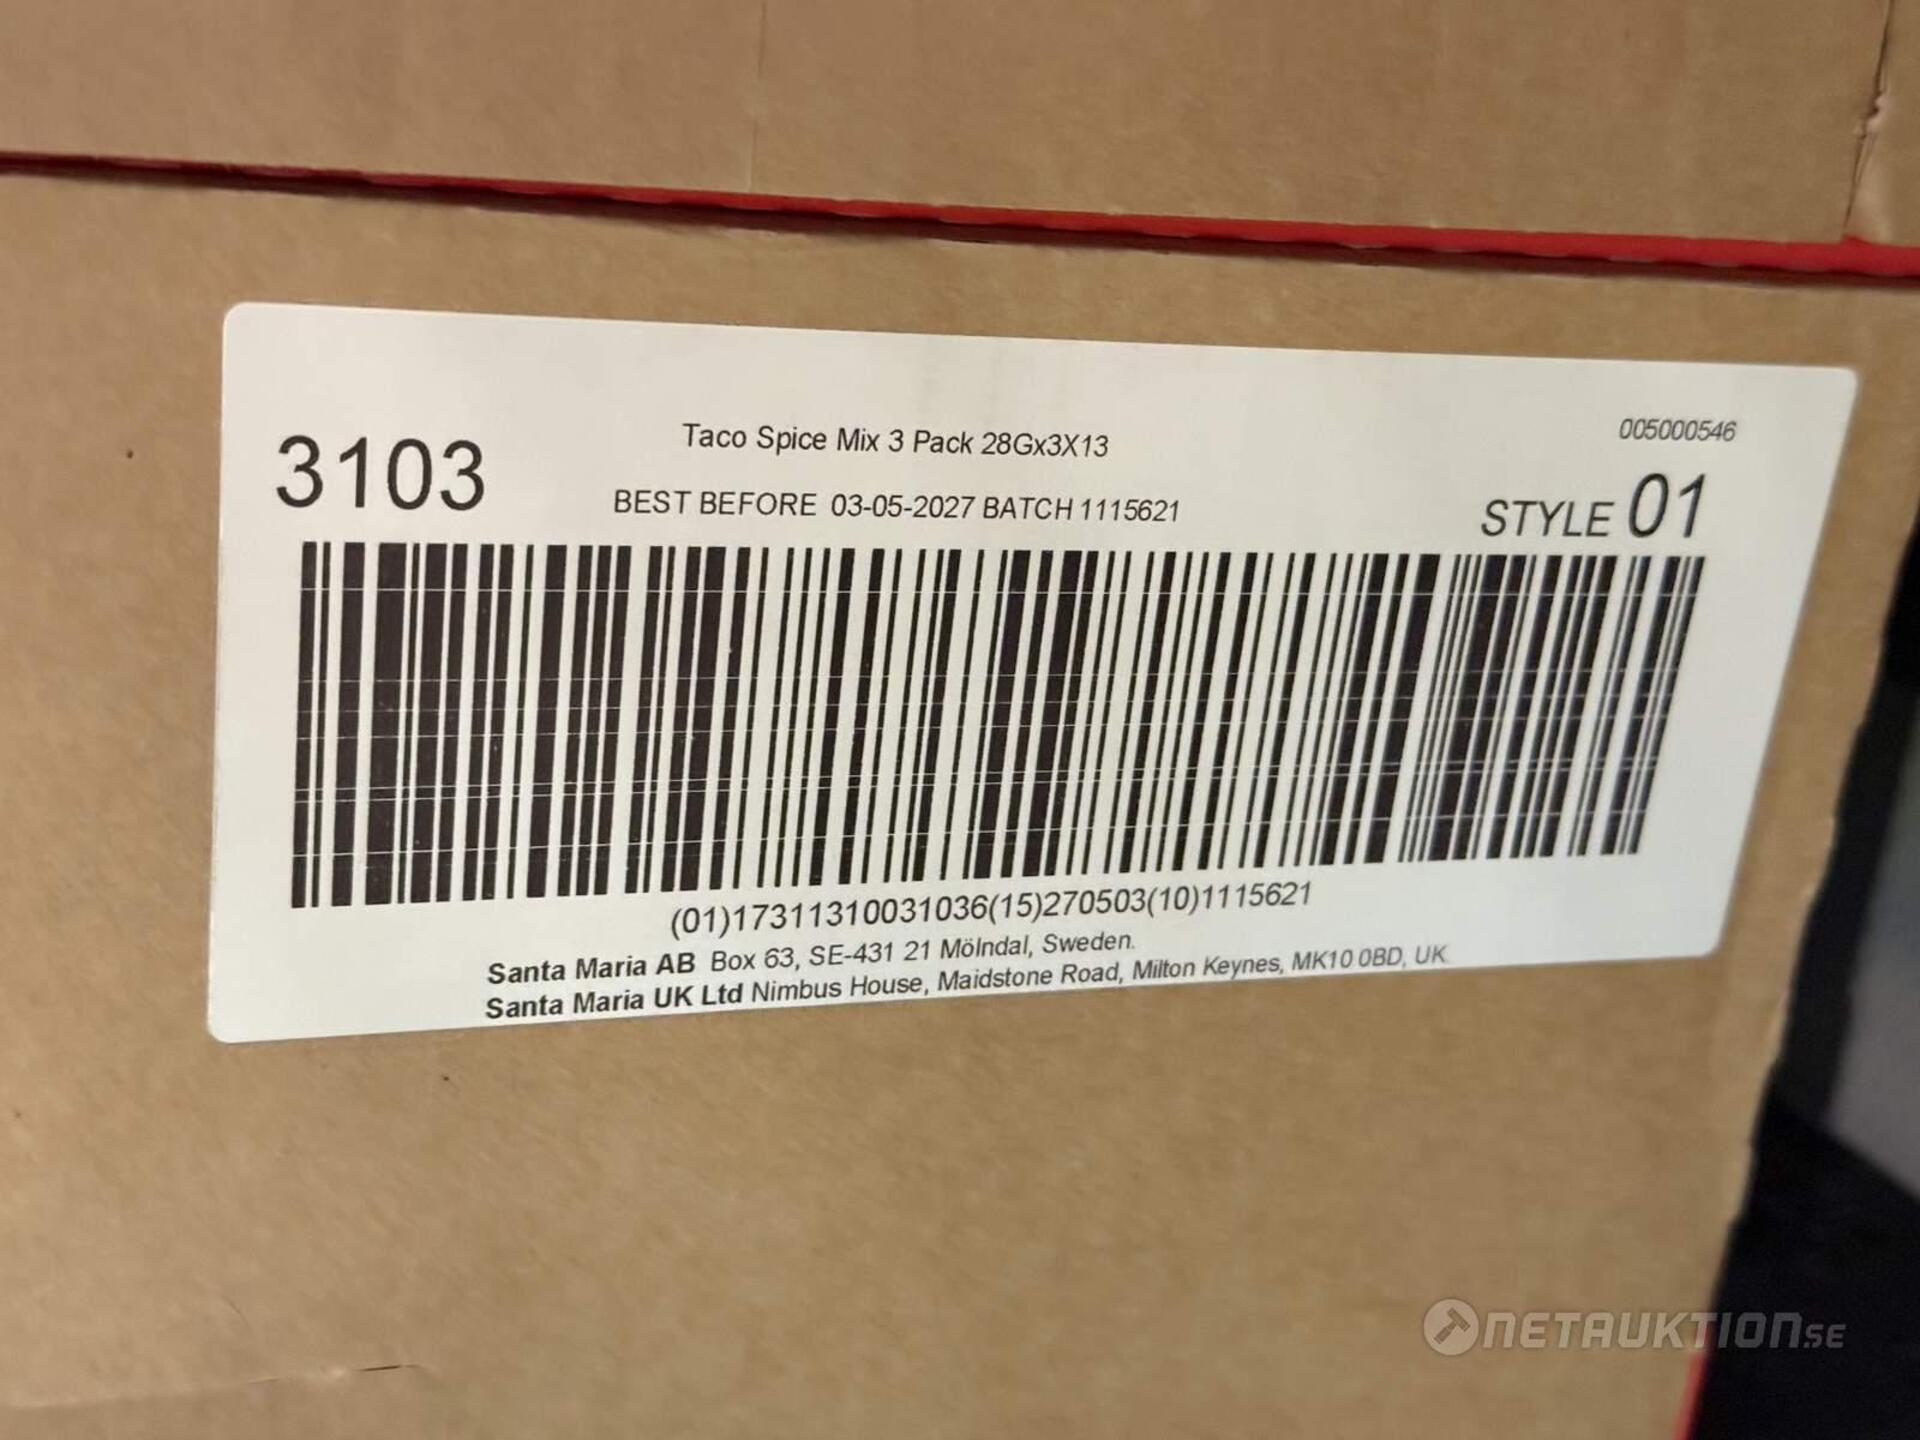 005000546
Taco Spice Mix 3 Pack 28Gx3X13
3103
BEST BEFORE 03-05-2027 BATCH 1115621
STYLE 01
(01)17311310031036(15)270503(10)1115621
Santa Maria AB Box 63, SE-431 21 Mölndal, Sweden.
Santa Maria UK Ltd Nimbus House, Maidstone Road, Milton Keynes, MK10 0BD, UK
NETAUKTION.SE